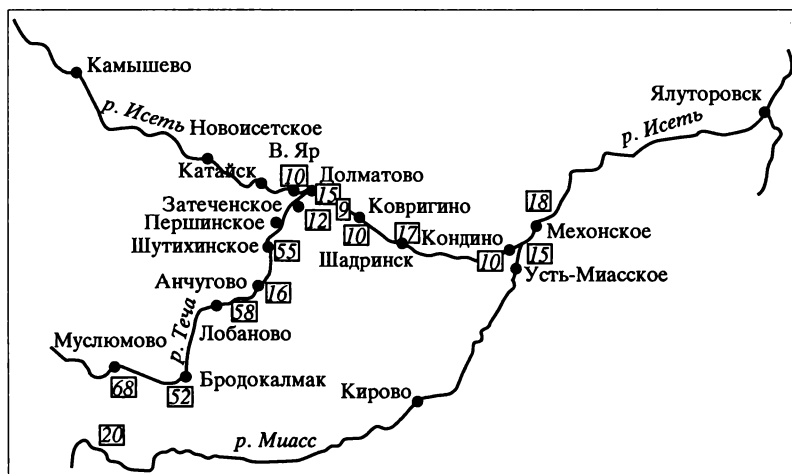 Камышево
р. Исеть
Новоисетское
В. Яр
Катайск
10
Долматово
15
Затеченское
12
9
Ковригино
Першинское
10
17
Шутихинское
55
Шадринск
Кондино
10
18
Мехонское
15
Усть-Миасское
Ялуторовск
р. Исеть
Анчугово
16
58
р. Теча
Лобаново
Муслюмово
68
52
Бродокалмак
Кирово
20
р. Миасс